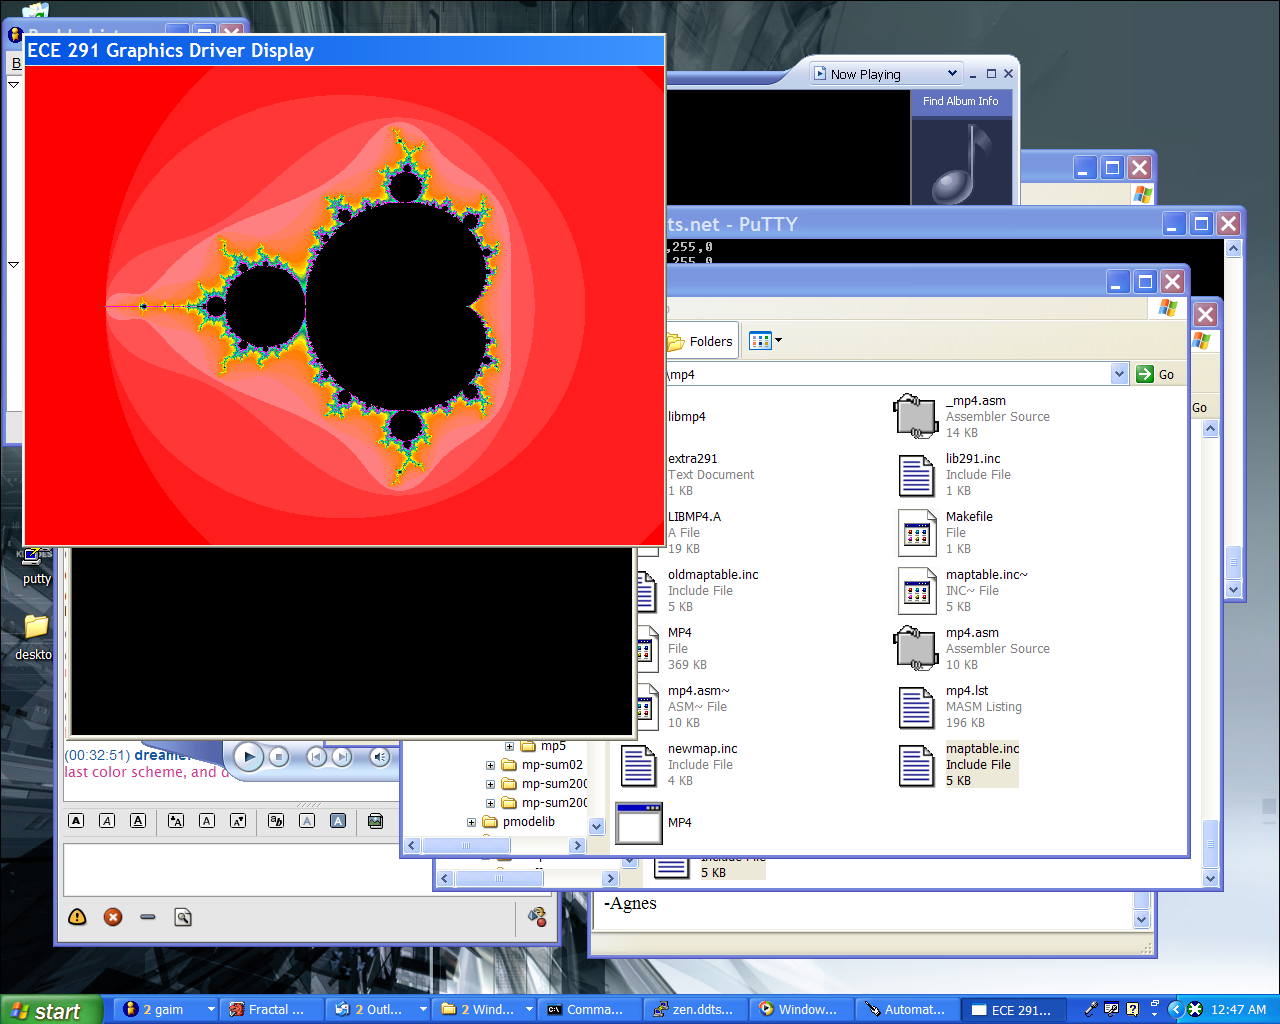 ECE 291 Graphics Driver Display
B
Now Playing
Find Album Info
ts.net - PuTTY
,255,0
255 0
Folders
\mp4
Go
Go
libmp4
_mp4.asm
Assembler Source
14 KB
extra291
Text Document
1 KB
lib291.inc
Include File
1 KB
LIBMP4.A
A File
19 KB
Makefile
File
1 KB
oldmaptable.inc
Include File
5 KB
maptable.inc~
INC~ File
5 KB
MP4
File
369 KB
mp4.asm
Assembler Source
10 KB
mp4.asm~
ASM~ File
10 KB
mp4.lst
MASM Listing
196 KB
newmap.inc
Include File
4 KB
maptable.inc
Include File
5 KB
MP4
putty
deskto
mp5
mp-sum02
mp-sum200
mp-sum200
pmodelib
(00:32:51) dreame
last color scheme, and d
Include File
5 KB
-Agnes
start
2 gaim
Fractal ...
2 Outl...
2 Wind...
Comma...
zen.ddts...
Window...
Automat...
ECE 291...
12:47 AM